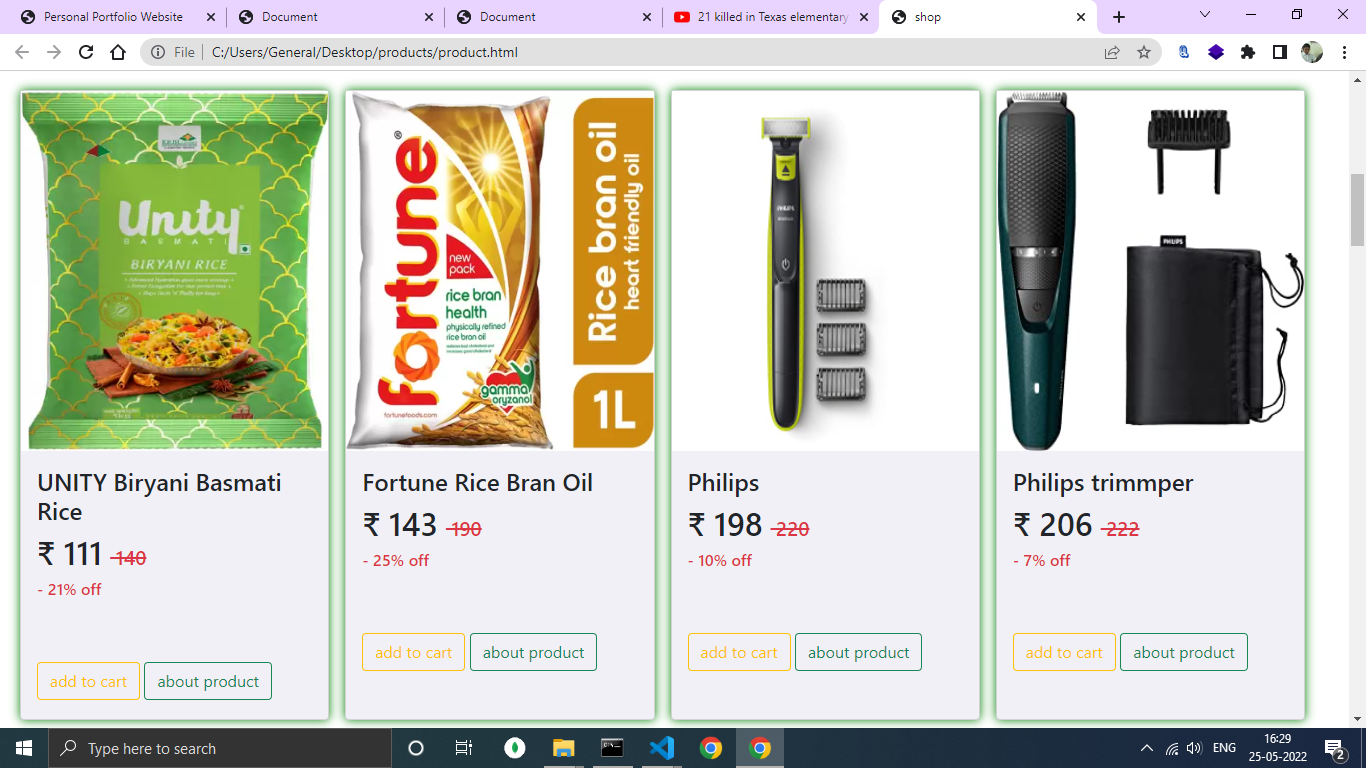 Personal Portfolio Website
Document
Document
21 killed in Texas elementary
shop
File
C:/Users/General/Desktop/products/product.html
Unity
BASMATI
BIRYANI RICE
fortune
®
new
pack
rice bran
health
physically refined
rice bran oil
gamma
oryzanol
fortunefoods.com
Rice bran oil
heart friendly oil
1L
PHILIPS
PHILIPS
UNITY Biryani Basmati
Rice
₹ 111 140
- 21% off
add to cart
about product
Fortune Rice Bran Oil
₹ 143 190
- 25% off
add to cart
about product
Philips
₹ 198 220
- 10% off
add to cart
about product
Philips trimmper
₹ 206 222
- 7% off
add to cart
about product
Type here to search
ENG
16:29
25-05-2022
2